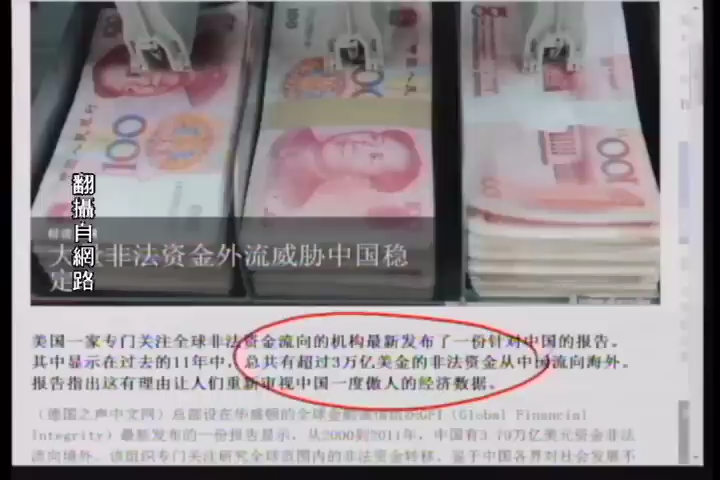 100
100
100
翻攝自網路
大量非法资金外流威胁中国稳
定
美国一家专门关注全球非法资金流向的机构最新发布了一份针对中国的报告。
其中显示在过去的11年中，总共有超过3万亿美金的非法资金从中国流向海外。
报告指出这有理由让人们重新审视中国一度傲人的经济数据。
（德国之声中文网）总部设在华盛顿的全球金融诚信组织GFI（Global Financial
Integrity）最新发布的一份报告显示，从2000到2011年，中国有3.79万亿美元资金非法
流向境外。该组织专门关注研究全球范围内的非法资金转移。鉴于中国各界对社会发展不